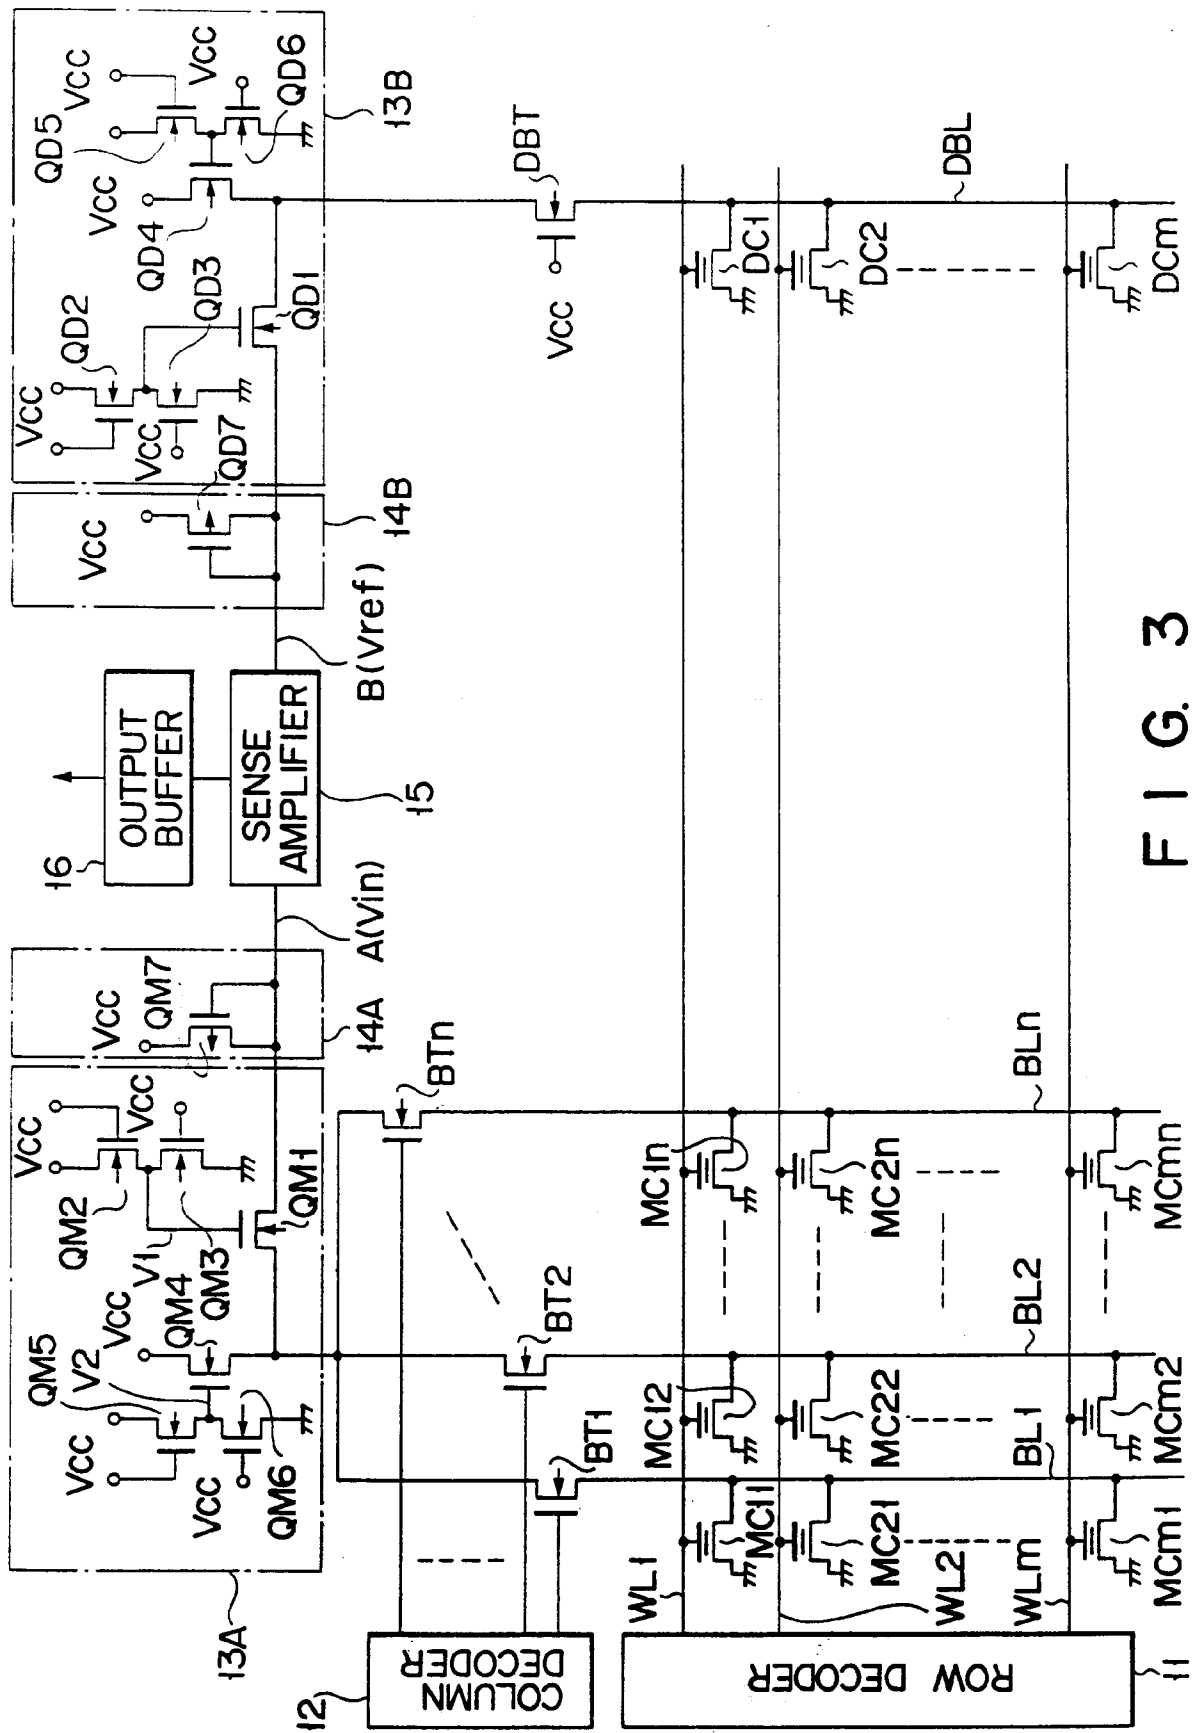 13A
VCC
QM5
V2
VCC
QM4
VCC
QM6
V1
QM2
VCC
VCC
QM3
QM1
VCC
QM7
14A
A(Vin)
16
OUTPUT
BUFFER
SENSE
AMPLIFIER
15
B(Vref)
VCC
14B
QD7
VCC
VCC
QD2
QD3
QD1
VCC
QD4
QD5
VCC
VCC
QD6
13B
12
COLUMN
DECODER
BT1
BT2
BTn
VCC
DBT
11
ROW DECODER
WL1
WL2
WLm
MC11
MC12
MC1n
DC1
MC21
MC22
MC2n
DC2
MCm1
MCm2
MCmn
DCm
BL1
BL2
BLn
DBL
FIG. 3